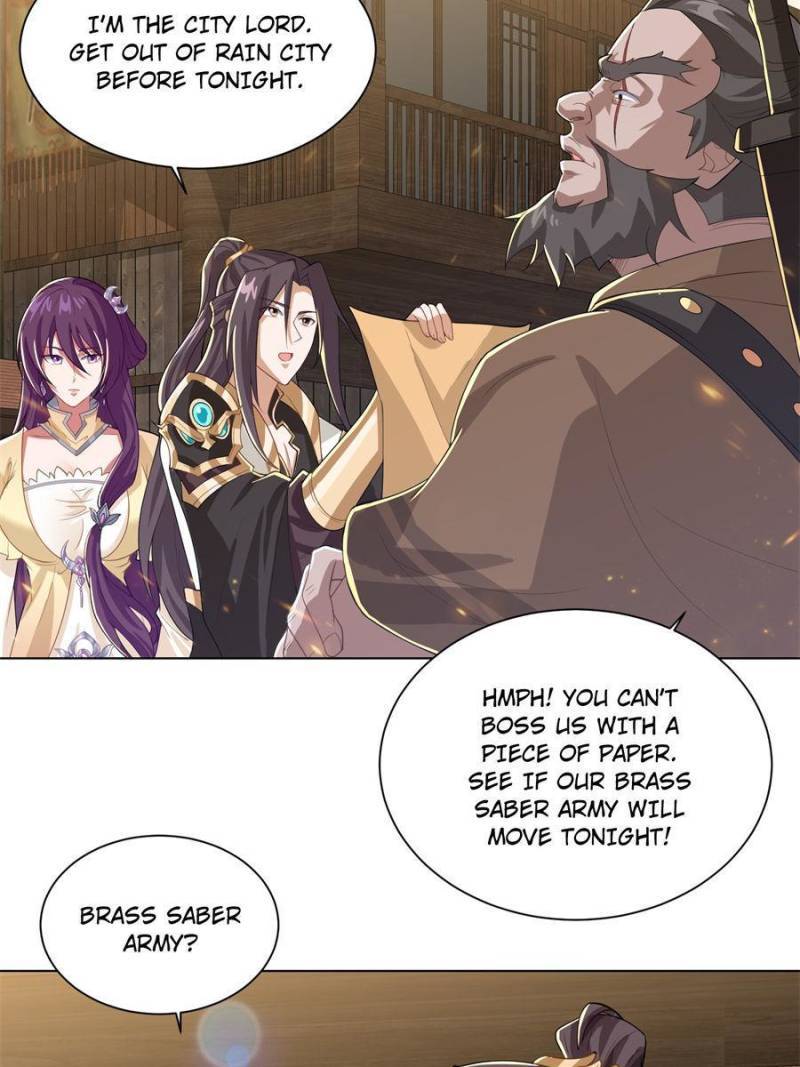 I'M THE CITY LORD.
GET OUT OF RAIN CITY
BEFORE TONIGHT.
HMPH! YOU CAN'T
BOSS US WITH A
PIECE OF PAPER.
SEE IF OUR BRASS
SABER ARMY WILL
MOVE TONIGHT!
BRASS SABER
ARMY?